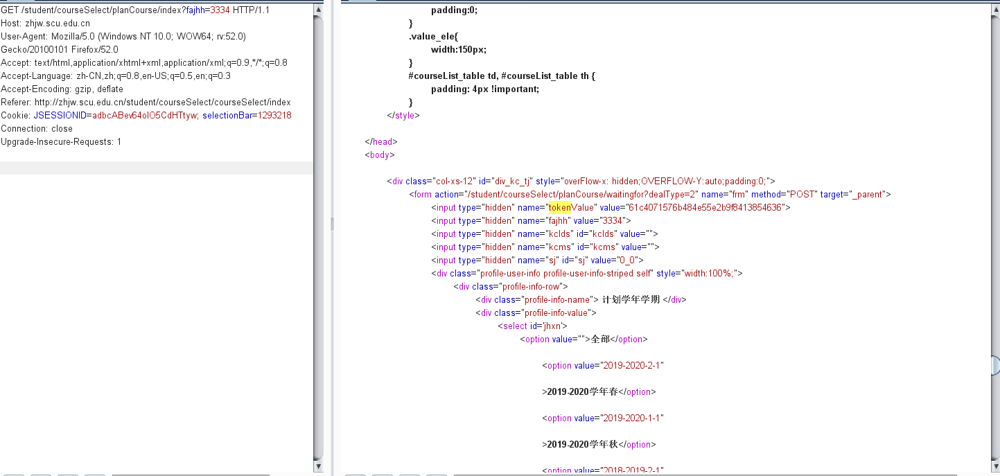 GET /student/courseSelect/planCourse/index?fajhh=3334 HTTP/1.1
Host: zhjw.scu.edu.cn
User-Agent: Mozilla/5.0 (Windows NT 10.0; WOW64; rv:52.0)
Gecko/20100101 Firefox/52.0
Accept: text/html,application/xhtml+xml,application/xml;q=0.9,*/*;q=0.8
Accept-Language: zh-CN,zh;q=0.8,en-US;q=0.5,en;q=0.3
Accept-Encoding: gzip, deflate
Referer: http://zhjw.scu.edu.cn/student/courseSelect/courseSelect/index
Cookie: JSESSIONID=adbcABev64olO5CdHTtyw; selectionBar=1293218
Connection: close
Upgrade-Insecure-Requests: 1
padding:0;
}
.value_ele{
width:150px;
}
#courseList_table td, #courseList_table th {
padding: 4px !important;
}
</style>
</head>
<body>
<div class="col-xs-12" id="div_kc_tj" style="overFlow-x: hidden;OVERFLOW-Y:auto;padding:0;">
<form action="/student/courseSelect/planCourse/waitingfor?dealType=2" name="frm" method="POST" target="_parent">
<input type="hidden" name="tokenValue" value="61c4071576b484e55e2b9f8413854636">
<input type="hidden" name="fajhh" value="3334">
<input type="hidden" name="kcIds" id="kcIds" value="">
<input type="hidden" name="kcms" id="kcms" value="">
<input type="hidden" name="sj" id="sj" value="0_0">
<div class="profile-user-info profile-user-info-striped self" style="width:100%;">
<div class="profile-info-row">
<div class="profile-info-name"> 计划学年学期 </div>
<div class="profile-info-value">
<select id='jhxn'>
<option value="">全部</option>
<option value="2019-2020-2-1"
>2019-2020学年春</option>
<option value="2019-2020-1-1"
>2019-2020学年秋</option>
<option value="2018-2019-2-1"